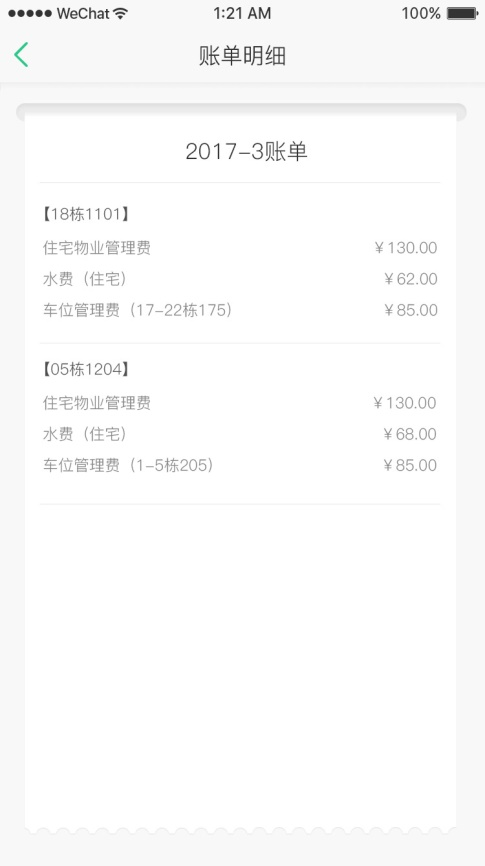 WeChat 1:21 AM 100%
账单明细
2017-3账单
【18栋1101】
住宅物业管理费 ¥130.00
水费（住宅） ¥62.00
车位管理费（17-22栋175） ¥85.00
【05栋1204】
住宅物业管理费 ¥130.00
水费（住宅） ¥68.00
车位管理费（1-5栋205） ¥85.00